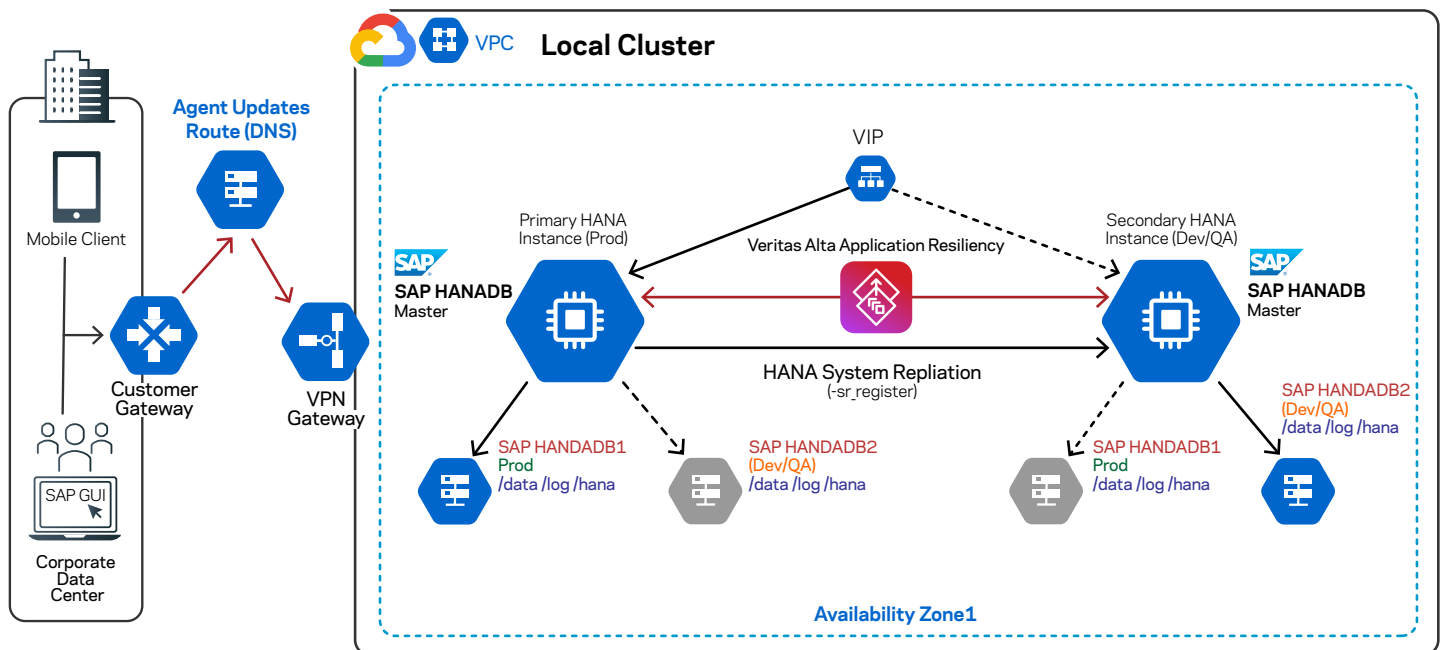 VPC
Local Cluster
Agent Updates
Route (DNS)
Mobile Client
Customer
Gateway
VPN
Gateway
SAP GUI
Corporate
Data
Center
VIP
Primary HANA
Instance (Prod)
SAP
SAP HANADB
Master
Veritas Alta Application Resiliency
Secondary HANA
Instance (Dev/QA)
SAP
SAP HANADB
Master
HANA System Repliation
(-sr_register)
SAP HANDADB1
Prod
/data /log /hana
SAP HANDADB2
(Dev/QA)
/data /log /hana
SAP HANDADB1
Prod
/data /log /hana
SAP HANDADB2
(Dev/QA)
/data /log /hana
Availability Zone1